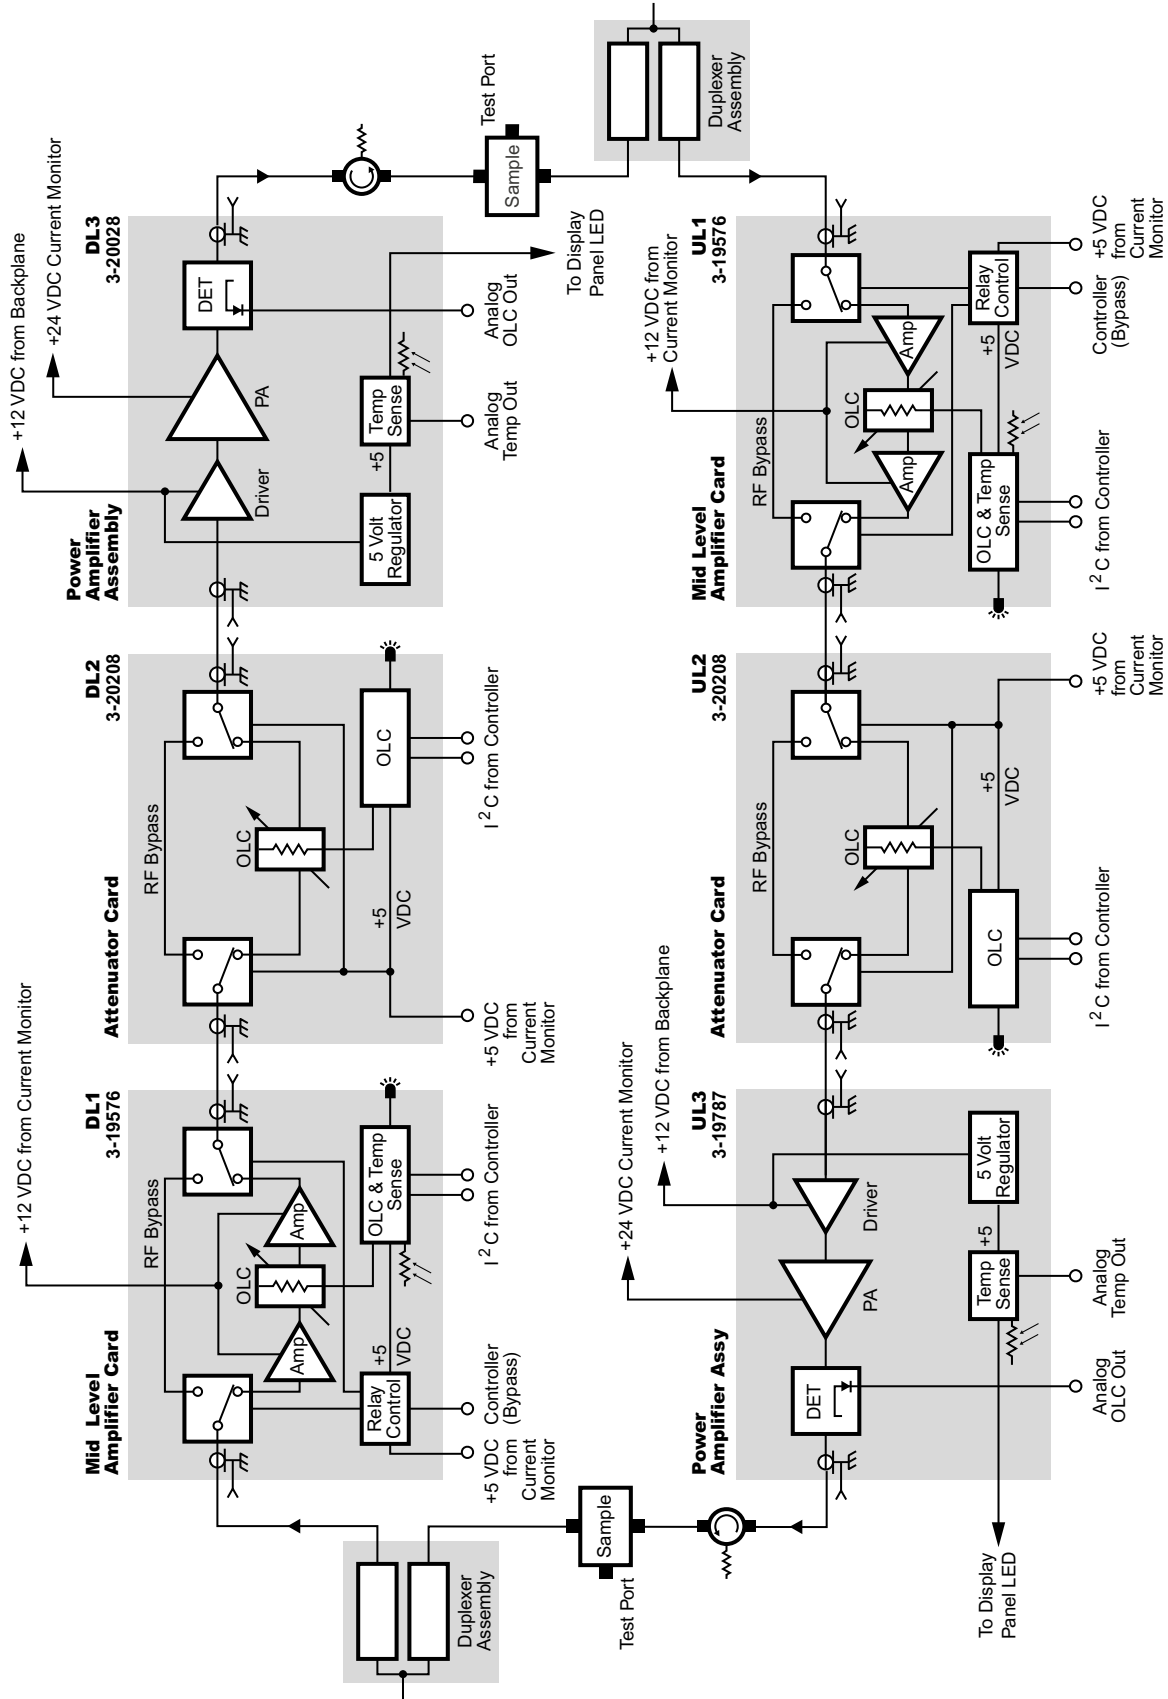 +12 VDC from Current Monitor
Mid Level
Amplifier Card
DL1
3-19576
RF Bypass
Amp
OLC
Amp
+5
VDC
Relay
Control
OLC & Temp
Sense
+5 VDC
from
Current
Monitor
Controller
(Bypass)
I 2 C from Controller
Attenuator Card
DL2
3-20208
RF Bypass
OLC
+5
VDC
OLC
+5 VDC
from
Current
Monitor
I 2 C from Controller
+12 VDC from Backplane
+24 VDC Current Monitor
Power
Amplifier
Assembly
DL3
3-20028
Driver
PA
DET
5 Volt
Regulator
+5
Temp
Sense
Analog
Temp Out
Analog
OLC Out
To Display
Panel LED
Sample
Test Port
Duplexer
Assembly
Duplexer
Assembly
Test Port
Sample
+24 VDC Current Monitor
+12 VDC from Backplane
Power
Amplifier Assy
UL3
3-19787
DET
PA
Driver
Temp
Sense
+5
5 Volt
Regulator
To Display
Panel LED
Analog
OLC Out
Analog
Temp Out
Attenuator Card
UL2
3-20208
RF Bypass
OLC
OLC
+5
VDC
I 2 C from Controller
+5 VDC
from
Current
Monitor
+12 VDC from
Current Monitor
Mid Level
Amplifier Card
UL1
3-19576
RF Bypass
Amp
OLC
Amp
OLC & Temp
Sense
+5
VDC
Relay
Control
I 2 C from Controller
Controller
(Bypass)
+5 VDC
from
Current
Monitor